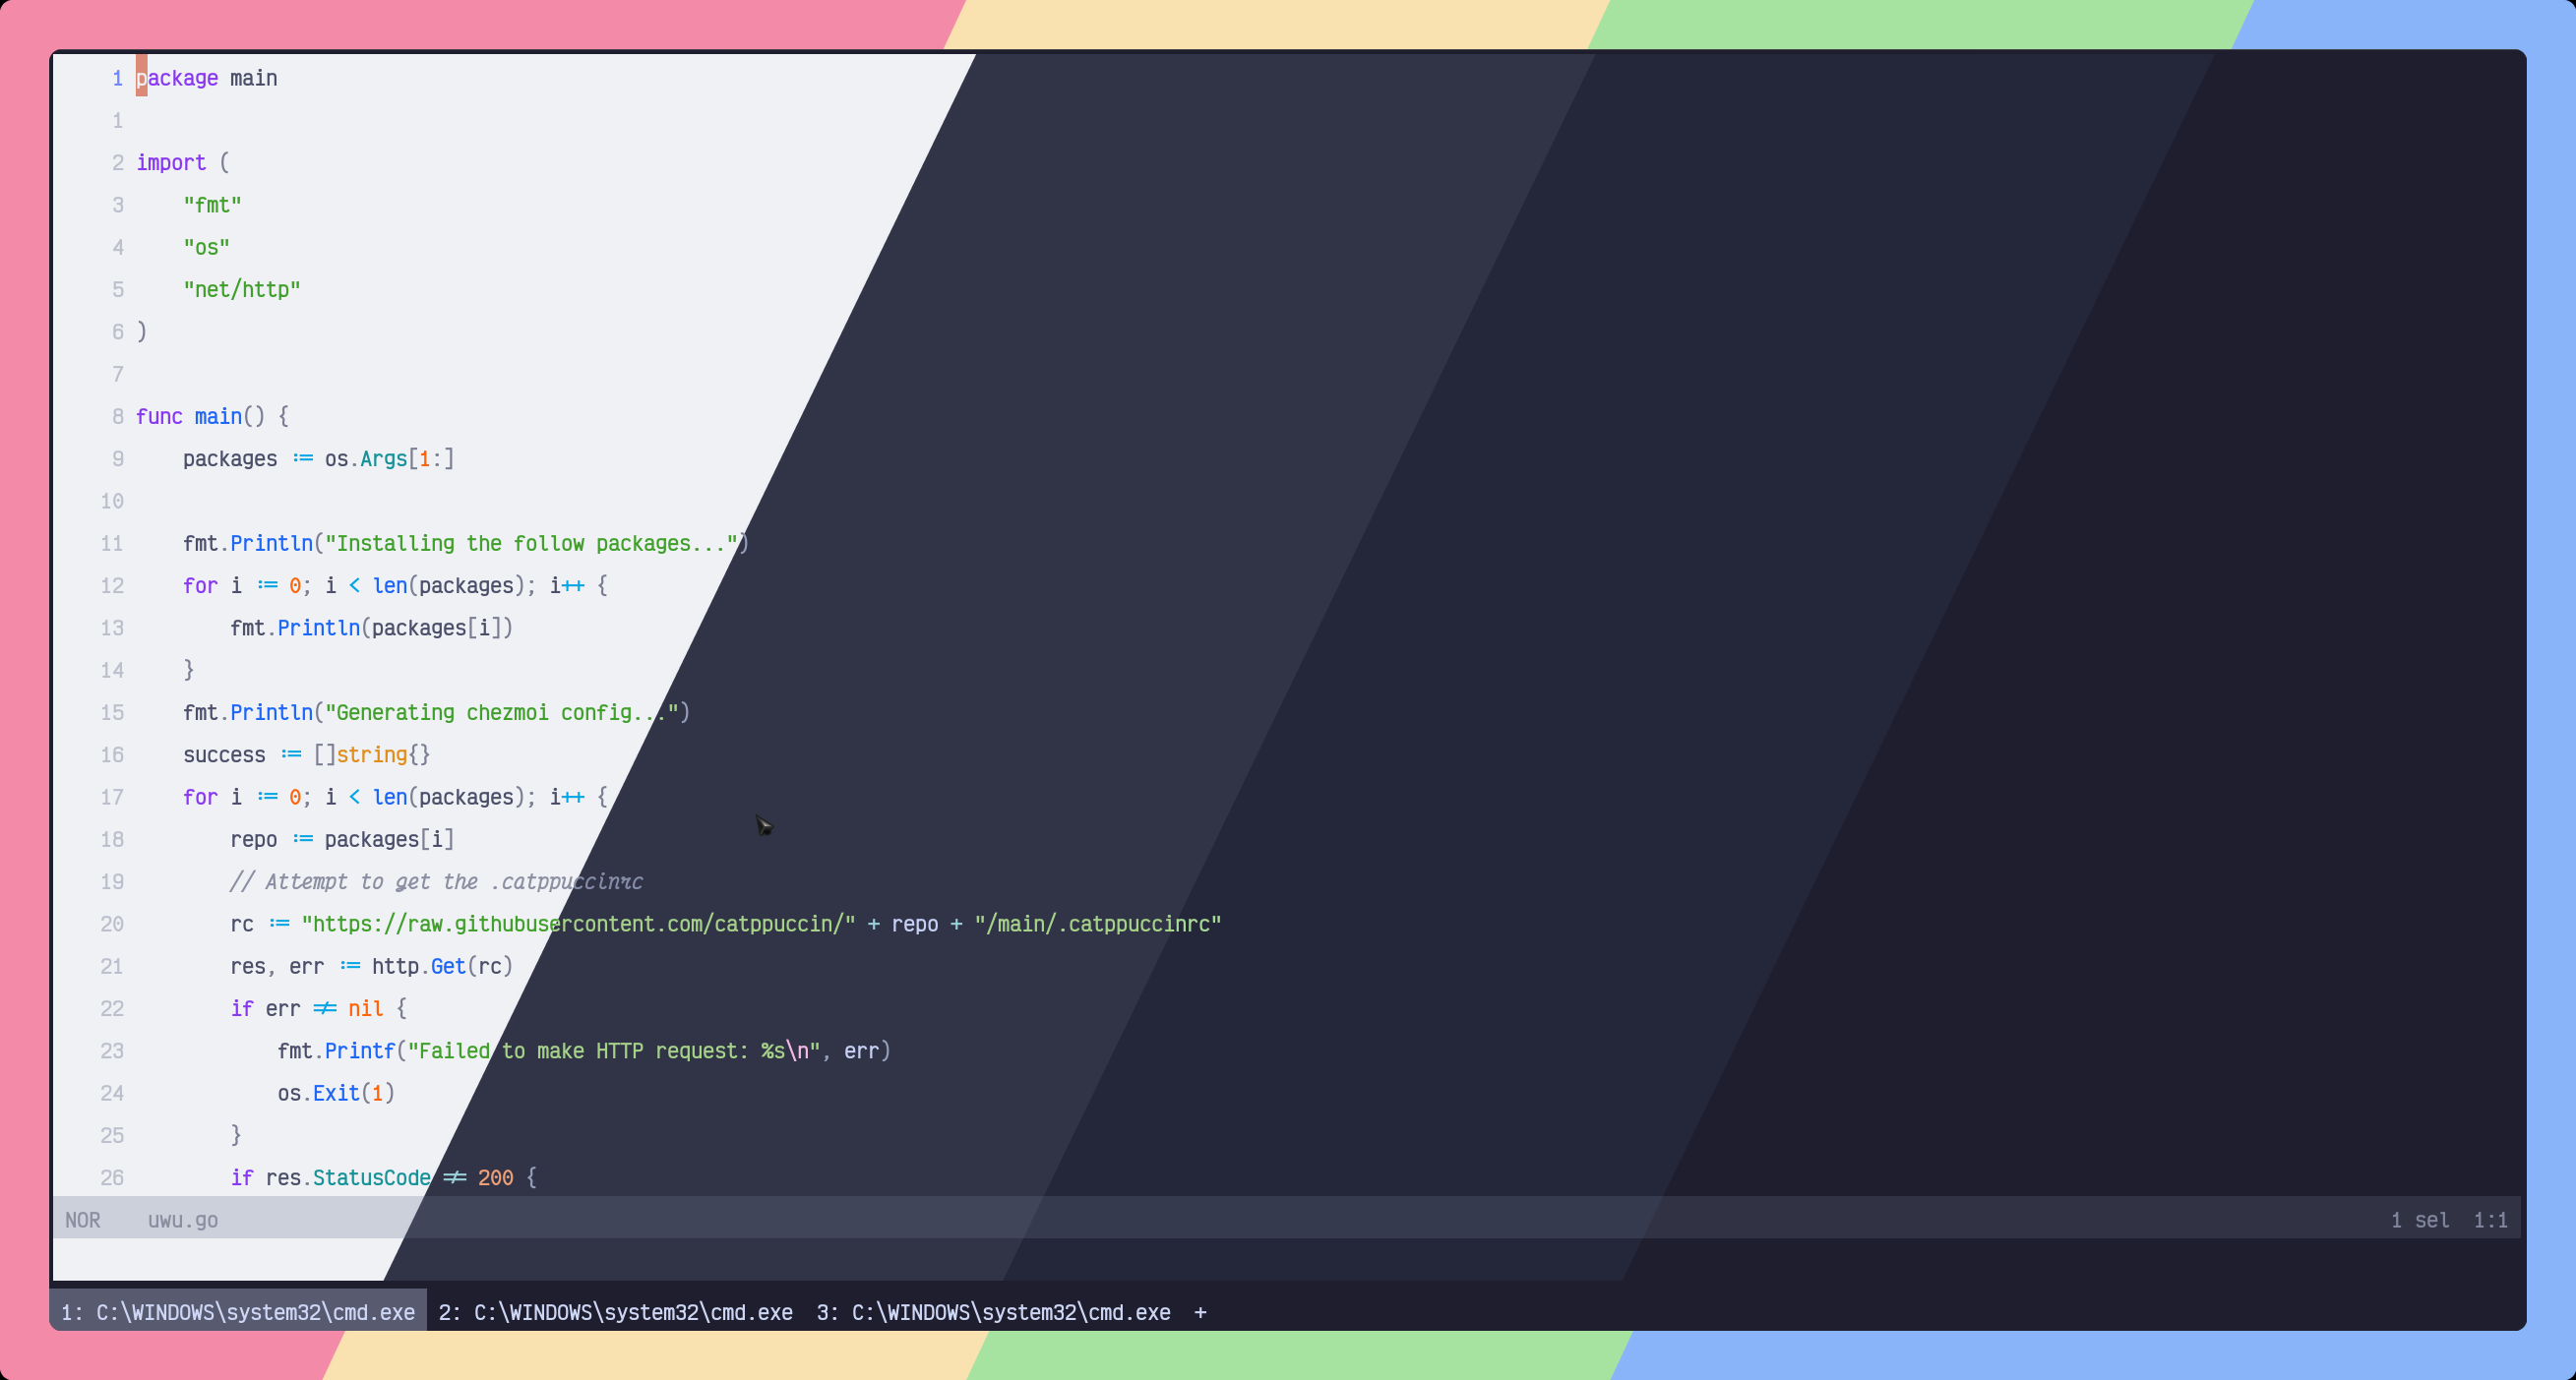 1 package main
1
2 import (
3     "fmt"
4     "os"
5     "net/http"
6 )
7
8 func main() {
9     packages := os.Args[1:]
10
11     fmt.Println("Installing the follow packages...")
12     for i := 0; i < len(packages); i++ {
13         fmt.Println(packages[i])
14     }
15     fmt.Println("Generating chezmoi config...")
16     success := []string{}
17     for i := 0; i < len(packages); i++ {
18         repo := packages[i]
19         // Attempt to get the .catppuccinrc
20         rc := "https://raw.githubusercontent.com/catppuccin/" + repo + "/main/.catppuccinrc"
21         res, err := http.Get(rc)
22         if err != nil {
23             fmt.Printf("Failed to make HTTP request: %s\n", err)
24             os.Exit(1)
25         }
26         if res.StatusCode != 200 {
NOR    uwu.go    1 sel  1:1
1: C:\WINDOWS\system32\cmd.exe  2: C:\WINDOWS\system32\cmd.exe  3: C:\WINDOWS\system32\cmd.exe  +